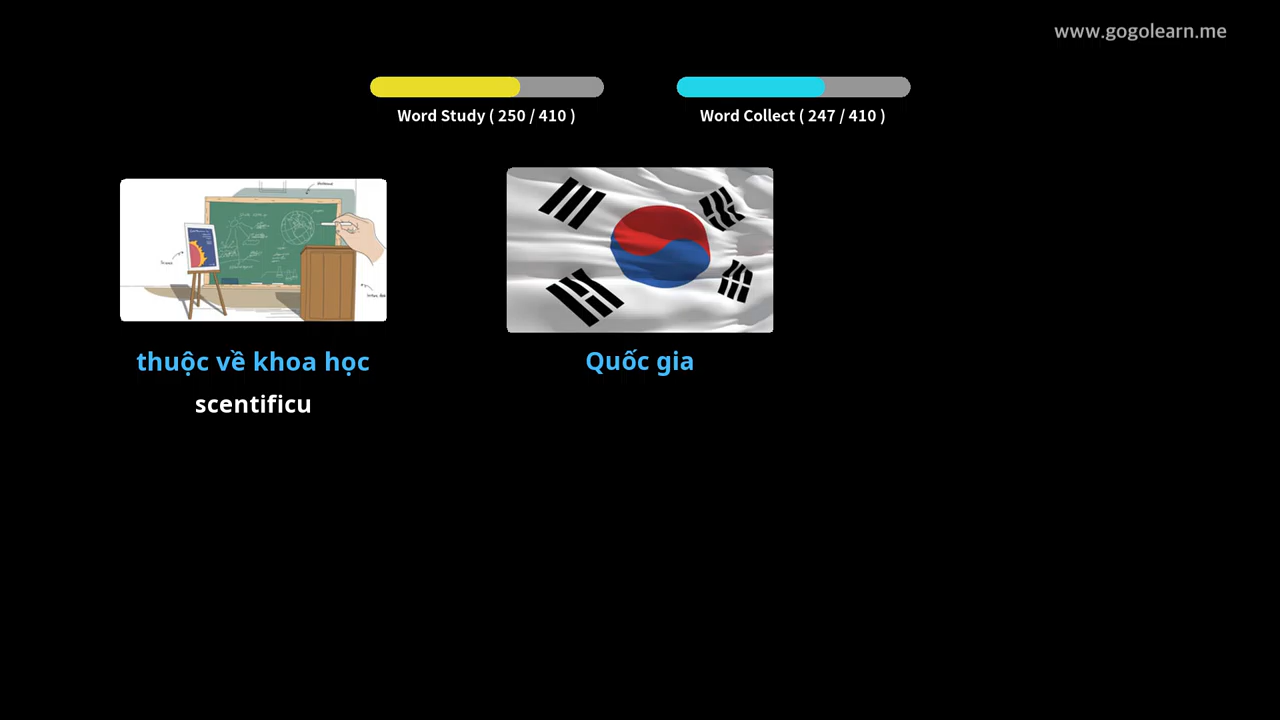 www.gogolearn.me
Word Study ( 250 / 410 )
Word Collect ( 247 / 410 )
thuộc về khoa học
scentificu
Quốc gia